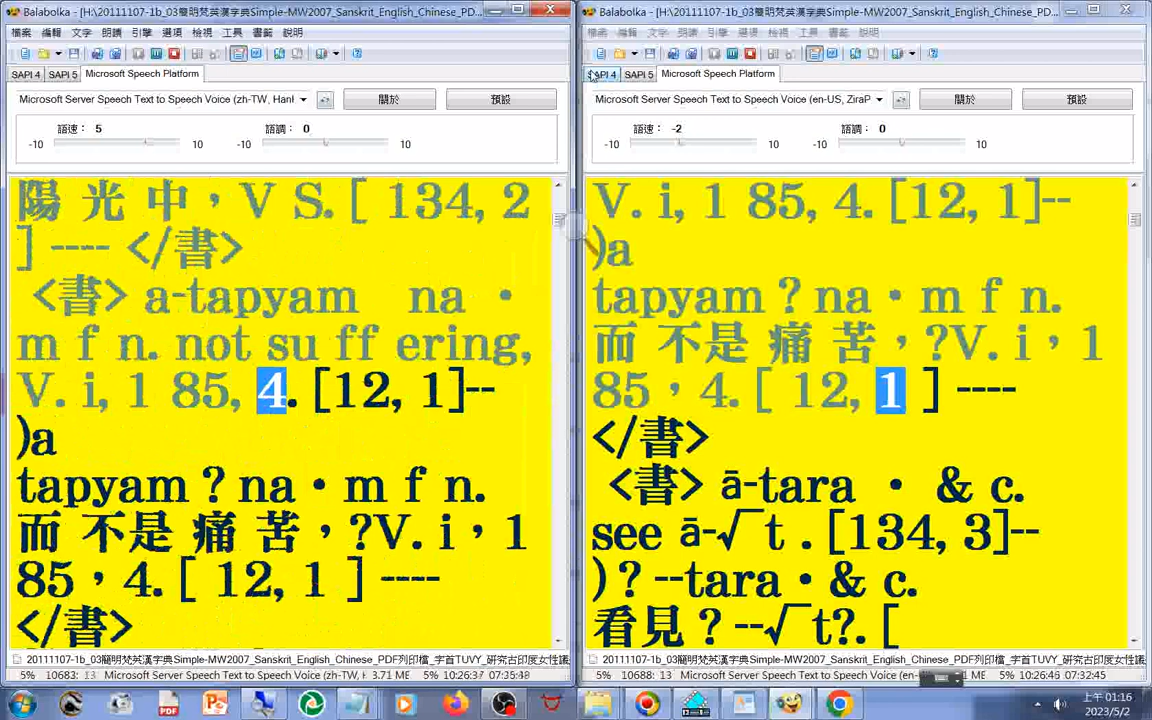 Balabolka - [H:\20111107-1b_03簡明梵英漢字典Simple-MW2007_Sanskrit_English_Chinese_PD...
檔案 編輯 文字 朗讀 引擎 選項 檢視 工具 書籤 說明
SAPI 4 SAPI 5 Microsoft Speech Platform
Microsoft Server Speech Text to Speech Voice (zh-TW, HanH
關於 預設
語速： 5 語調： 0
-10 10 -10 10
陽 光 中，V S. [ 134, 2
] ---- </書>
<書> a-tapyam na •
m f n. not su ff ering,
V. i, 1 85, 4. [12, 1]--
)a
tapyam？na • m f n.
而 不是 痛 苦，?V. i，1
85，4. [ 12, 1 ] ----
</書>
20111107-1b_03簡明梵英漢字典Simple-MW2007_Sanskrit_English_Chinese_PDF列印檔_字首TUVY_研究古印度女性議
5% 10683: 13 Microsoft Server Speech Text to Speech Voice (zh-TW, H 3.71 ME 5% 10:26:37 07:35:48
Balabolka - [H:\20111107-1b_03簡明梵英漢字典Simple-MW2007_Sanskrit_English_Chinese_PDF...
檔案 編輯 文字 朗讀 引擎 選項 檢視 工具 書籤 說明
SAPI 4 SAPI 5 Microsoft Speech Platform
Microsoft Server Speech Text to Speech Voice (en-US, ZiraP
關於 預設
語速： -2 語調： 0
-10 10 -10 10
V. i, 1 85, 4. [12, 1]--
)a
tapyam？na • m f n.
而 不是 痛 苦，?V. i，1
85，4. [ 12, 1 ] ----
</書>
<書> ā-tara • & c.
see ā-√ t . [134, 3]--
)？--tara • & c.
看見？--√ t?. [
20111107-1b_03簡明梵英漢字典Simple-MW2007_Sanskrit_English_Chinese_PDF列印檔_字首TUVY_研究古印度女性議
5% 10688: 13 Microsoft Server Speech Text to Speech Voice ME 5% 10:26:45 07:32:45
上午 01:16
2023/5/2